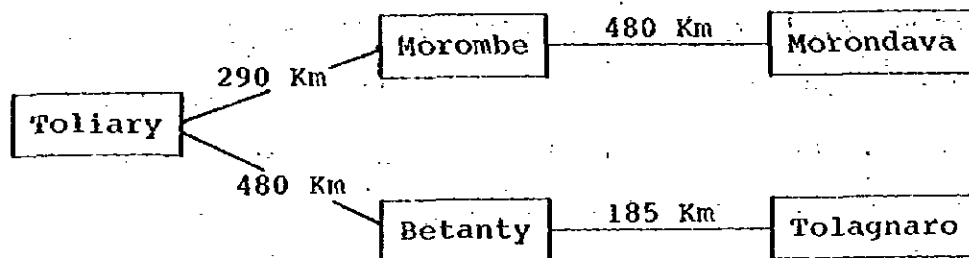 Morombe 480 Km Morondava
290 Km
Toliary
480 Km
Betanty 185 Km Tolagnaro